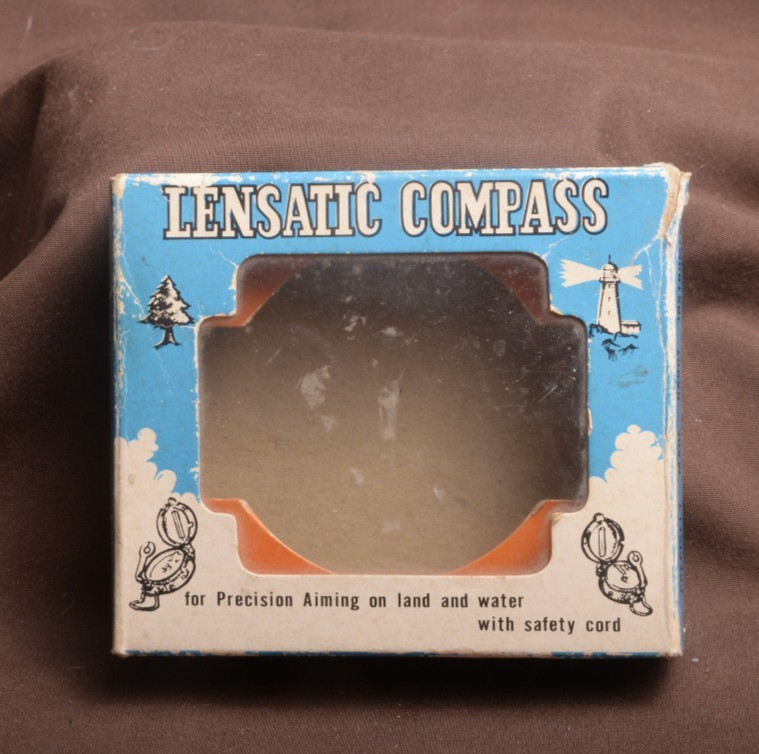 LENSATIC COMPASS
for Precision Aiming on land and water
with safety cord